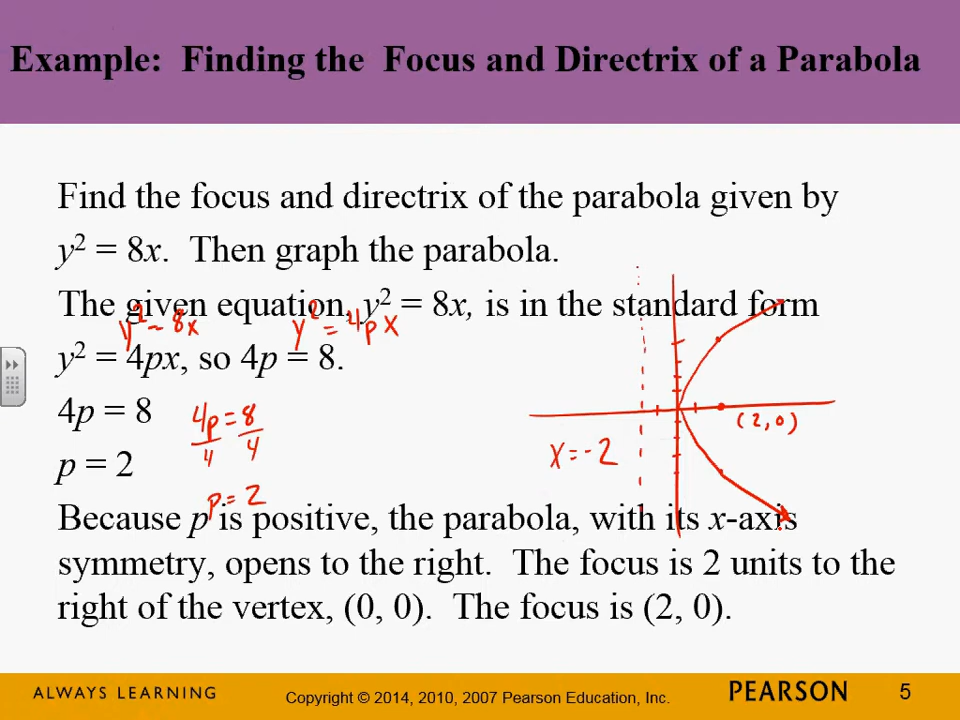 Example: Finding the Focus and Directrix of a Parabola
Find the focus and directrix of the parabola given by
y² = 8x. Then graph the parabola.
The given equation, y² = 8x, is in the standard form
y² = 8x
y² = 4px
y² = 4px, so 4p = 8.
4p = 8
4p = 8
4 4
(2,0)
x = -2
p = 2
p = 2
Because p is positive, the parabola, with its x-axis
symmetry, opens to the right. The focus is 2 units to the
right of the vertex, (0, 0). The focus is (2, 0).
ALWAYS LEARNING
Copyright © 2014, 2010, 2007 Pearson Education, Inc.
PEARSON
5